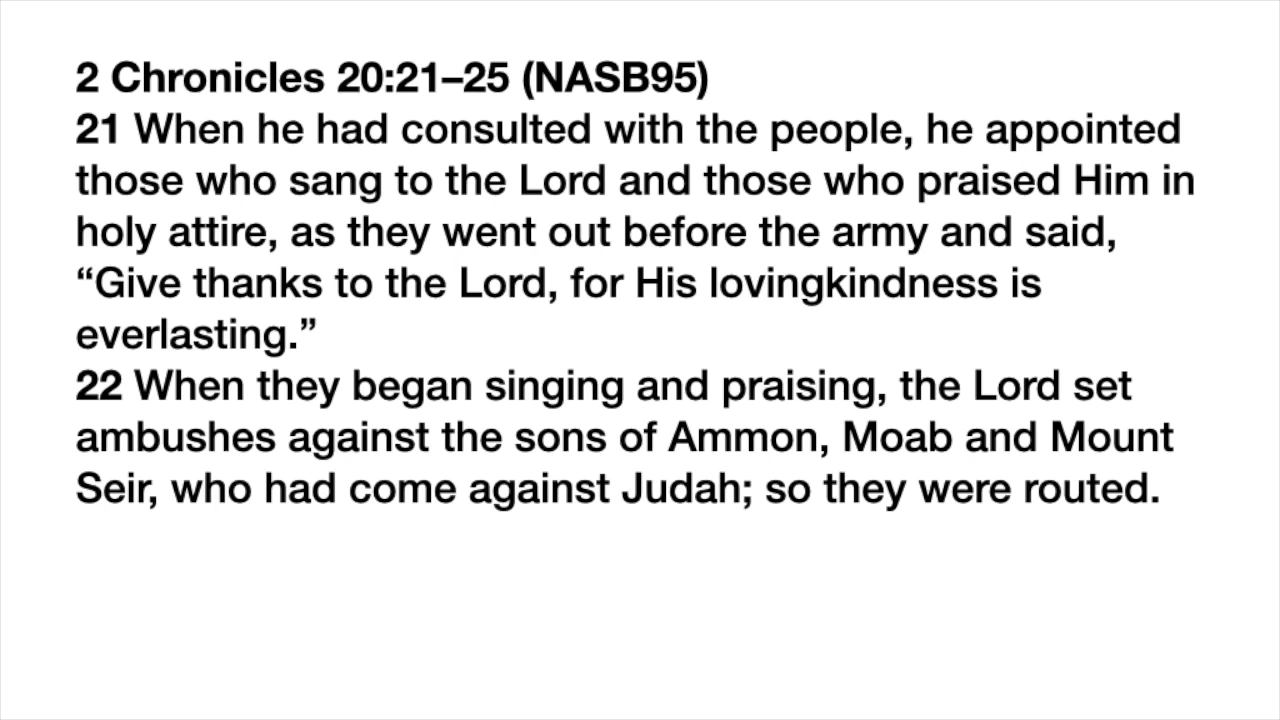 2 Chronicles 20:21–25 (NASB95)
21 When he had consulted with the people, he appointed
those who sang to the Lord and those who praised Him in
holy attire, as they went out before the army and said,
“Give thanks to the Lord, for His lovingkindness is
everlasting.”
22 When they began singing and praising, the Lord set
ambushes against the sons of Ammon, Moab and Mount
Seir, who had come against Judah; so they were routed.